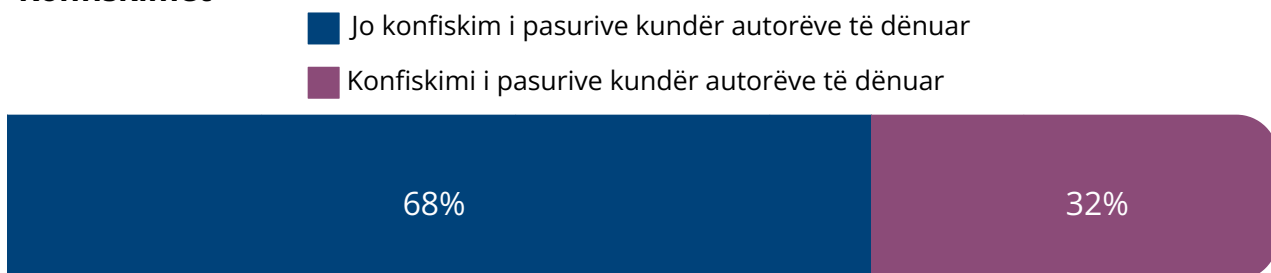 Jo konfiskim i pasurive kundër autorëve të dënuar
Konfiskimi i pasurive kundër autorëve të dënuar
68%
32%